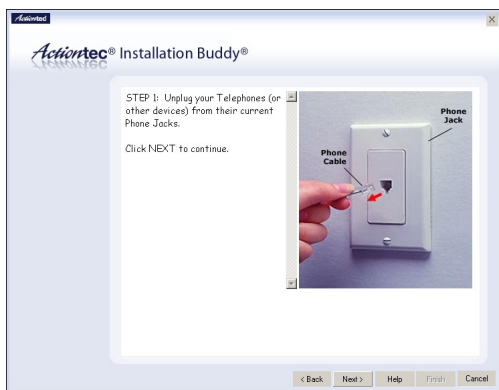 Actiontec
Actiontec® Installation Buddy®
STEP 1: Unplug your Telephones (or
other devices) from their current
Phone Jacks.
Click NEXT to continue.
Phone
Jack
Phone
Cable
< Back Next > Help Finish Cancel